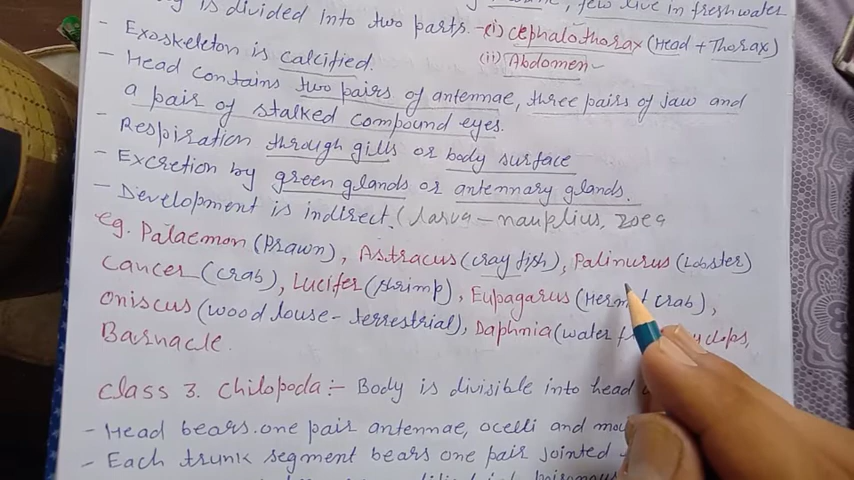 is divided into two parts - (i) Cephalothorax (Head + Thorax)
few live in freshwater
(ii) Abdomen -
- Exoskeleton is calcified.
- Head contains two pairs of antennae, three pairs of jaw and
a pair of stalked compound eyes.
- Respiration through gills or body surface
- Excretion by green glands or antennary glands.
- Development is indirect. (larva - nauplius, zoea
eg. Palaemon (Prawn), Astracus (cray fish), Palinurus (Lobster)
Cancer (crab), Lucifer (shrimp), Eupagarus (Hermit crab),
Oniscus (wood louse - terrestrial), Daphnia (water
Barnacle.
Class 3. Chilopoda :- Body is divisible into head
- Head bears one pair antennae, ocelli and
- Each trunk segment bears one pair jointed